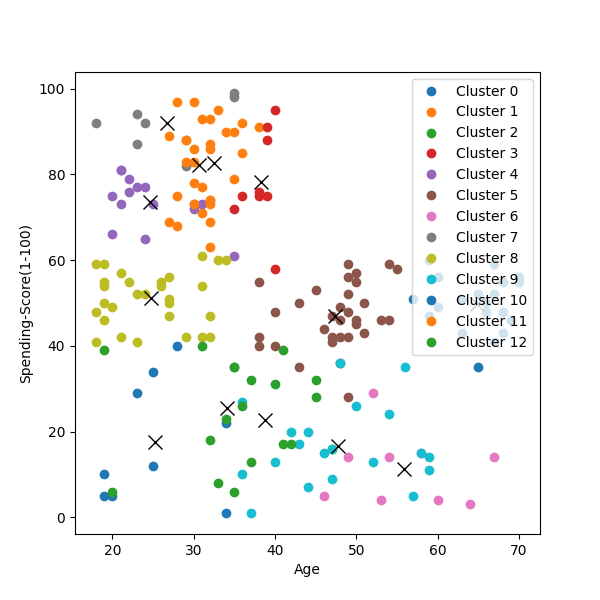 100
80
60
40
20
0
Spending-Score(1-100)
20 30 40 50 60 70
Age
Cluster 0
Cluster 1
Cluster 2
Cluster 3
Cluster 4
Cluster 5
Cluster 6
Cluster 7
Cluster 8
Cluster 9
Cluster 10
Cluster 11
Cluster 12